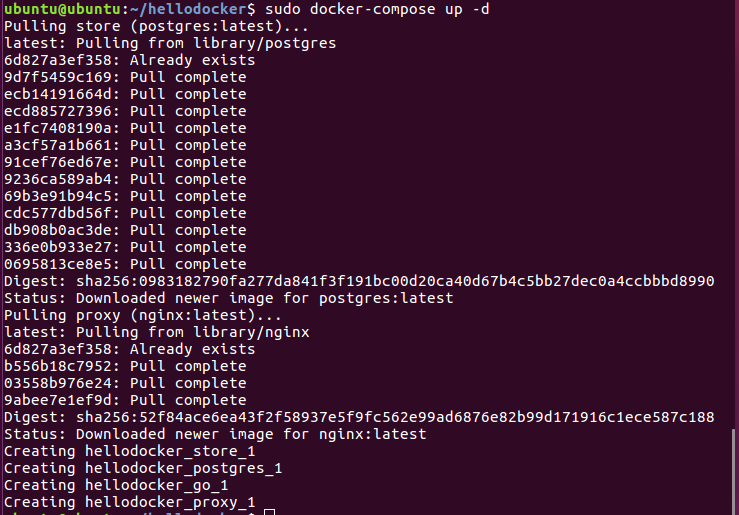 ubuntu@ubuntu:~/hellodocker$ sudo docker-compose up -d
Pulling store (postgres:latest)...
latest: Pulling from library/postgres
6d827a3ef358: Already exists
9d7f5459c169: Pull complete
ecb14191664d: Pull complete
ecd885727396: Pull complete
e1fc7408190a: Pull complete
a3cf57a1b661: Pull complete
91cef76ed67e: Pull complete
9236ca589ab4: Pull complete
69b3e91b94c5: Pull complete
cdc577dbd56f: Pull complete
db908b0ac3de: Pull complete
336e0b933e27: Pull complete
0695813ce8e5: Pull complete
Digest: sha256:0983182790fa277da841f3f191bc00d20ca40d67b4c5bb27dec0a4ccbbbd8990
Status: Downloaded newer image for postgres:latest
Pulling proxy (nginx:latest)...
latest: Pulling from library/nginx
6d827a3ef358: Already exists
b556b18c7952: Pull complete
03558b976e24: Pull complete
9abee7e1ef9d: Pull complete
Digest: sha256:52f84ace6ea43f2f58937e5f9fc562e99ad6876e82b99d171916c1ece587c188
Status: Downloaded newer image for nginx:latest
Creating hellodocker_store_1
Creating hellodocker_postgres_1
Creating hellodocker_go_1
Creating hellodocker_proxy_1
ubuntu@ubuntu:~/hellodocker$